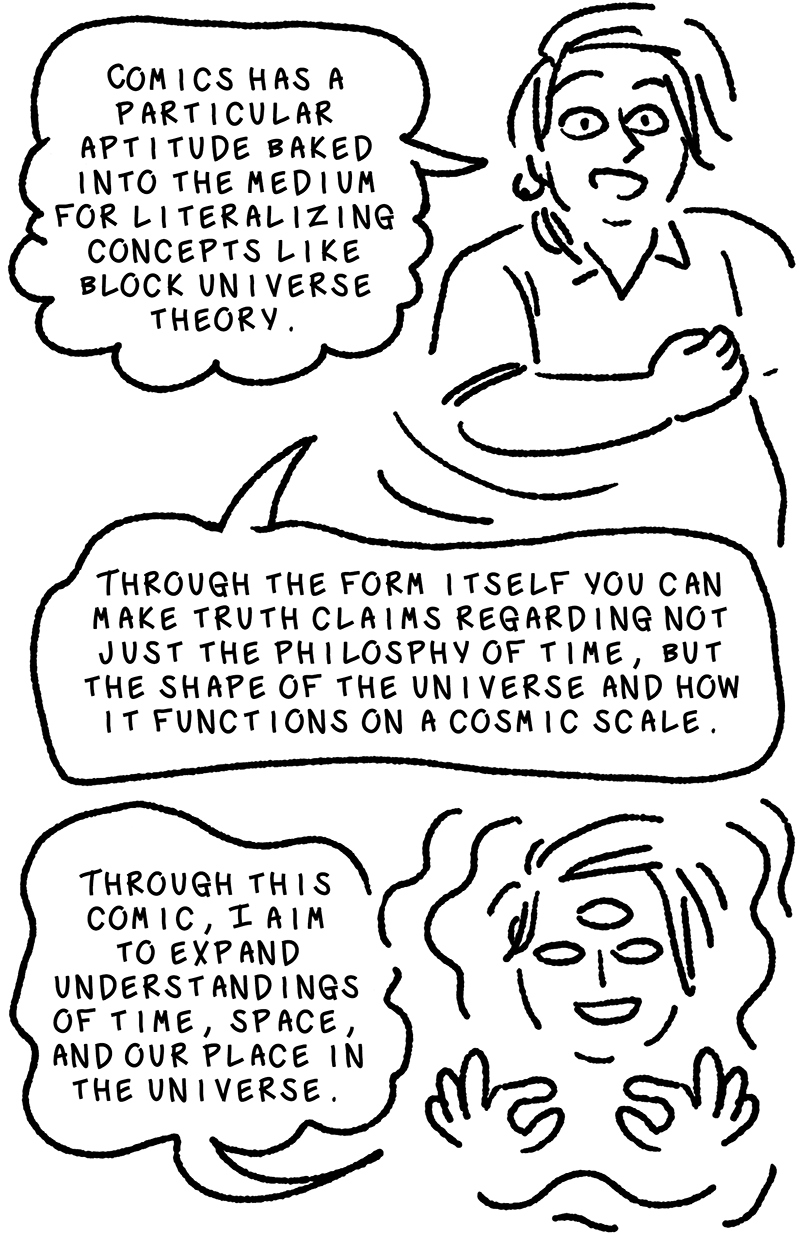 COMICS HAS A
PARTICULAR
APTITUDE BAKED
INTO THE MEDIUM
FOR LITERALIZING
CONCEPTS LIKE
BLOCK UNIVERSE
THEORY.
THROUGH THE FORM ITSELF YOU CAN
MAKE TRUTH CLAIMS REGARDING NOT
JUST THE PHILOSPHY OF TIME, BUT
THE SHAPE OF THE UNIVERSE AND HOW
IT FUNCTIONS ON A COSMIC SCALE.
THROUGH THIS
COMIC, I AIM
TO EXPAND
UNDERSTANDINGS
OF TIME, SPACE,
AND OUR PLACE IN
THE UNIVERSE.